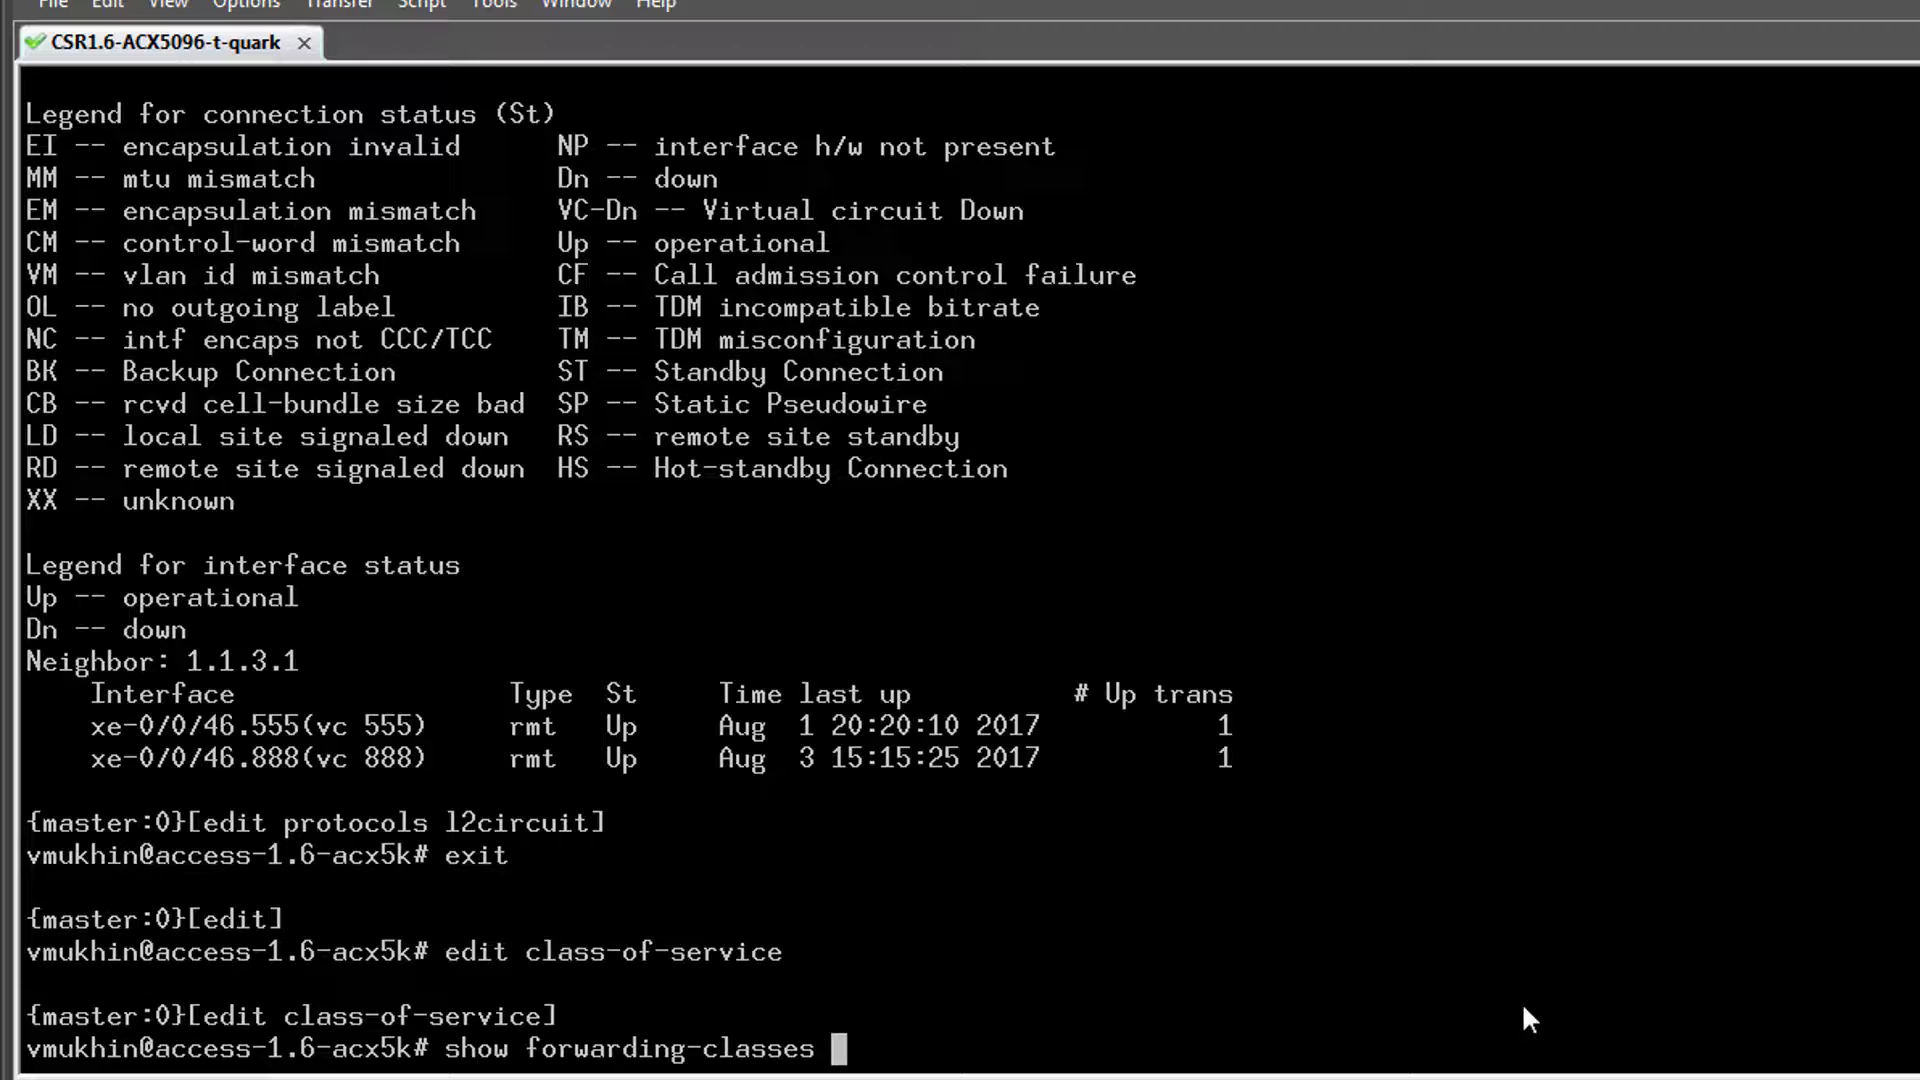 File Edit View Options Transfer Script Tools Window Help
CSR1.6-ACX5096-t-quark
Legend for connection status (St)
EI -- encapsulation invalid      NP -- interface h/w not present
MM -- mtu mismatch               Dn -- down
EM -- encapsulation mismatch     VC-Dn -- Virtual circuit Down
CM -- control-word mismatch      Up -- operational
VM -- vlan id mismatch           CF -- Call admission control failure
OL -- no outgoing label          IB -- TDM incompatible bitrate
NC -- intf encaps not CCC/TCC    TM -- TDM misconfiguration
BK -- Backup Connection          ST -- Standby Connection
CB -- rcvd cell-bundle size bad  SP -- Static Pseudowire
LD -- local site signaled down   RS -- remote site standby
RD -- remote site signaled down  HS -- Hot-standby Connection
XX -- unknown
Legend for interface status
Up -- operational
Dn -- down
Neighbor: 1.1.3.1
    Interface                 Type  St     Time last up          # Up trans
    xe-0/0/46.555(vc 555)     rmt   Up     Aug  1 20:20:10 2017           1
    xe-0/0/46.888(vc 888)     rmt   Up     Aug  3 15:15:25 2017           1
{master:0}[edit protocols l2circuit]
vmukhin@access-1.6-acx5k# exit
{master:0}[edit]
vmukhin@access-1.6-acx5k# edit class-of-service
{master:0}[edit class-of-service]
vmukhin@access-1.6-acx5k# show forwarding-classes